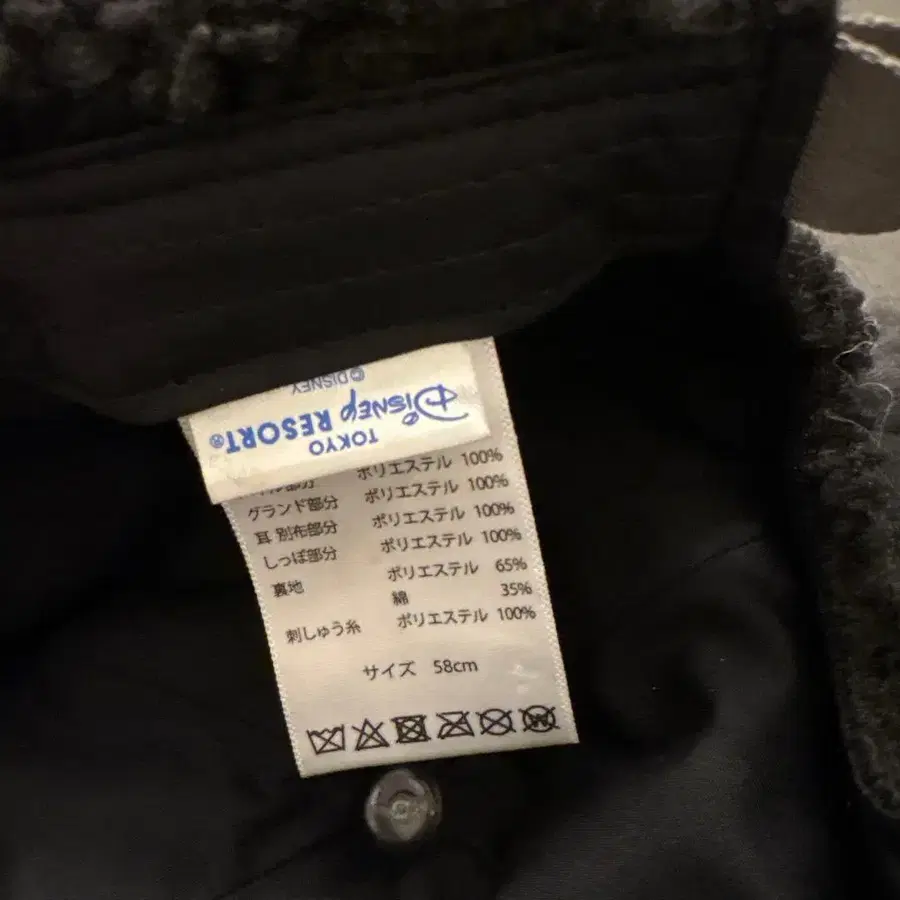 TOKYO
Disney RESORT®
©DISNEY
ポリエステル 100%
グランド部分 ポリエステル 100%
耳 別布部分 ポリエステル 100%
しっぽ部分 ポリエステル 100%
裏地 ポリエステル 65%
綿 35%
刺しゅう糸 ポリエステル 100%
サイズ 58cm